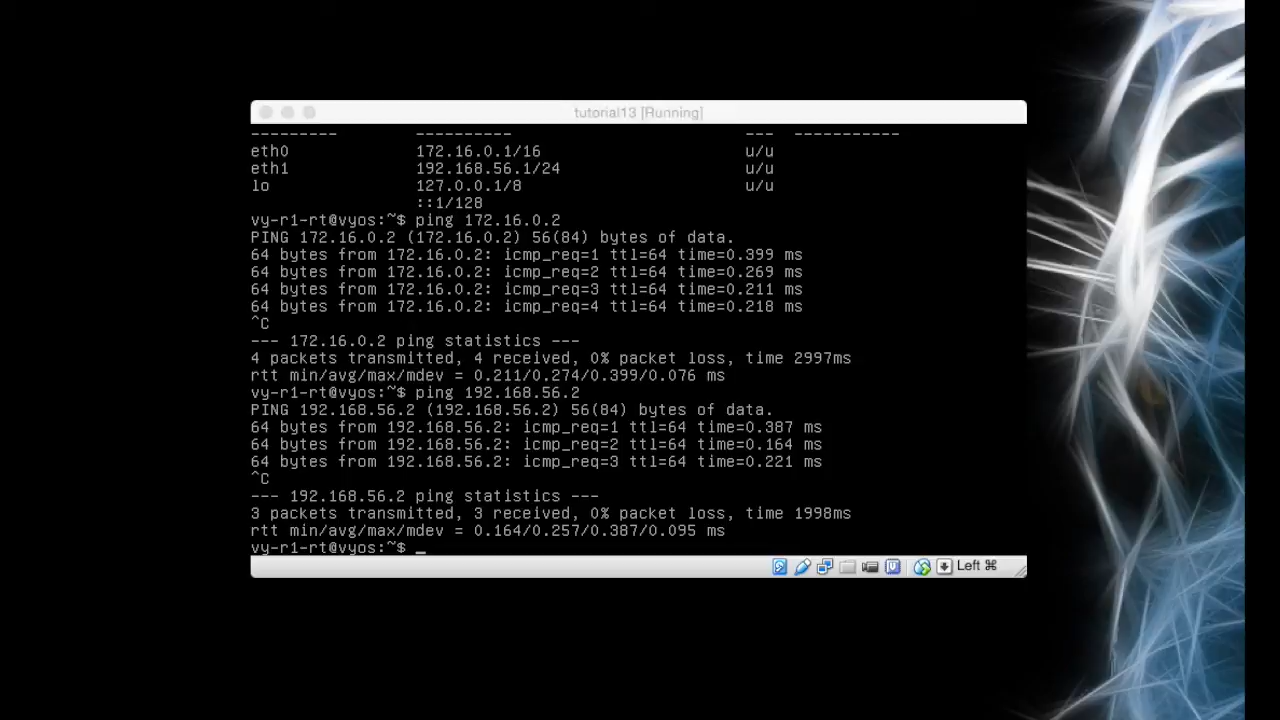 tutorial13 [Running]
--------- ---------- --- -----------
eth0 172.16.0.1/16 u/u
eth1 192.168.56.1/24 u/u
lo 127.0.0.1/8 u/u
::1/128
vy-r1-rt@vyos:~$ ping 172.16.0.2
PING 172.16.0.2 (172.16.0.2) 56(84) bytes of data.
64 bytes from 172.16.0.2: icmp_req=1 ttl=64 time=0.399 ms
64 bytes from 172.16.0.2: icmp_req=2 ttl=64 time=0.269 ms
64 bytes from 172.16.0.2: icmp_req=3 ttl=64 time=0.211 ms
64 bytes from 172.16.0.2: icmp_req=4 ttl=64 time=0.218 ms
^C
--- 172.16.0.2 ping statistics ---
4 packets transmitted, 4 received, 0% packet loss, time 2997ms
rtt min/avg/max/mdev = 0.211/0.274/0.399/0.076 ms
vy-r1-rt@vyos:~$ ping 192.168.56.2
PING 192.168.56.2 (192.168.56.2) 56(84) bytes of data.
64 bytes from 192.168.56.2: icmp_req=1 ttl=64 time=0.387 ms
64 bytes from 192.168.56.2: icmp_req=2 ttl=64 time=0.164 ms
64 bytes from 192.168.56.2: icmp_req=3 ttl=64 time=0.221 ms
^C
--- 192.168.56.2 ping statistics ---
3 packets transmitted, 3 received, 0% packet loss, time 1998ms
rtt min/avg/max/mdev = 0.164/0.257/0.387/0.095 ms
vy-r1-rt@vyos:~$ _
Left ⌘